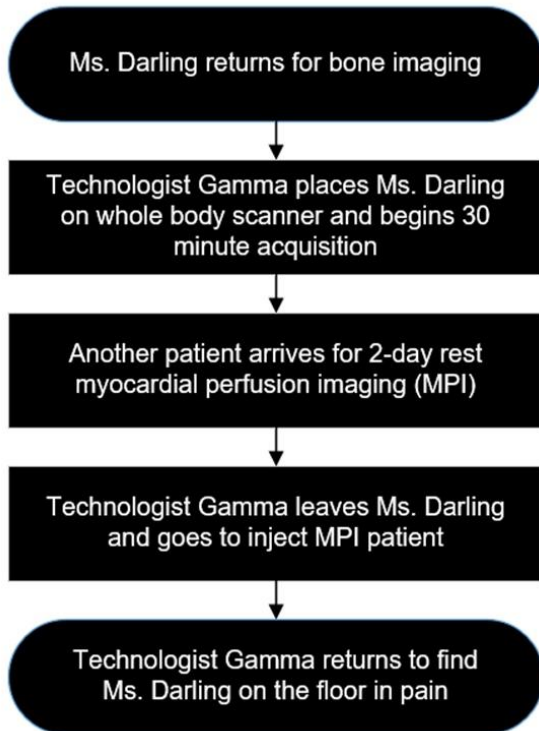 Ms. Darling returns for bone imaging
Technologist Gamma places Ms. Darling
on whole body scanner and begins 30
minute acquisition
Another patient arrives for 2-day rest
myocardial perfusion imaging (MPI)
Technologist Gamma leaves Ms. Darling
and goes to inject MPI patient
Technologist Gamma returns to find
Ms. Darling on the floor in pain